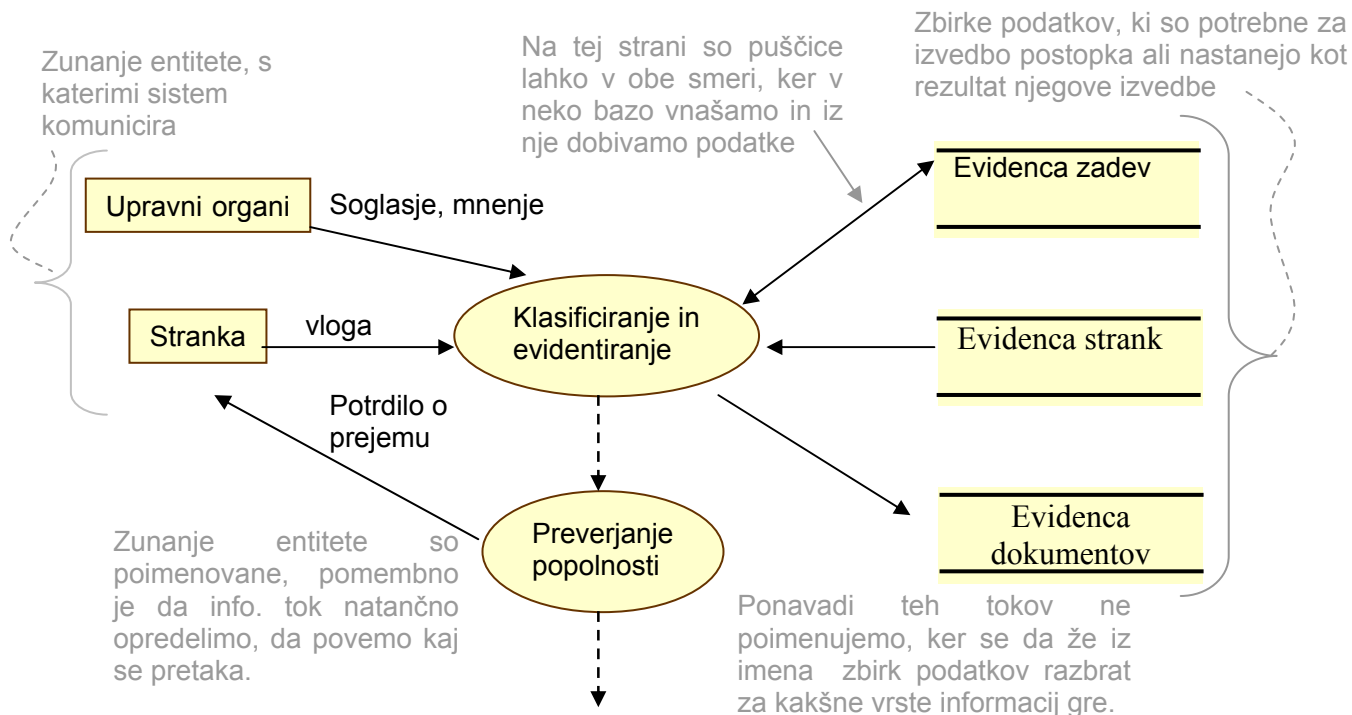 Zunanje entitete, s
katerimi sistem
komunicira
Na tej strani so puščice
lahko v obe smeri, ker v
neko bazo vnašamo in iz
nje dobivamo podatke
Zbirke podatkov, ki so potrebne za
izvedbo postopka ali nastanejo kot
rezultat njegove izvedbe
Upravni organi
Soglasje, mnenje
Evidenca zadev
Stranka
vloga
Klasificiranje in
evidentiranje
Evidenca strank
Potrdilo o
prejemu
Preverjanje
popolnosti
Evidenca
dokumentov
Zunanje entitete so
poimenovane, pomembno
je da info. tok natančno
opredelimo, da povemo kaj
se pretaka.
Ponavadi teh tokov ne
poimenujemo, ker se da že iz
imena zbirk podatkov razbrat
za kakšne vrste informacij gre.